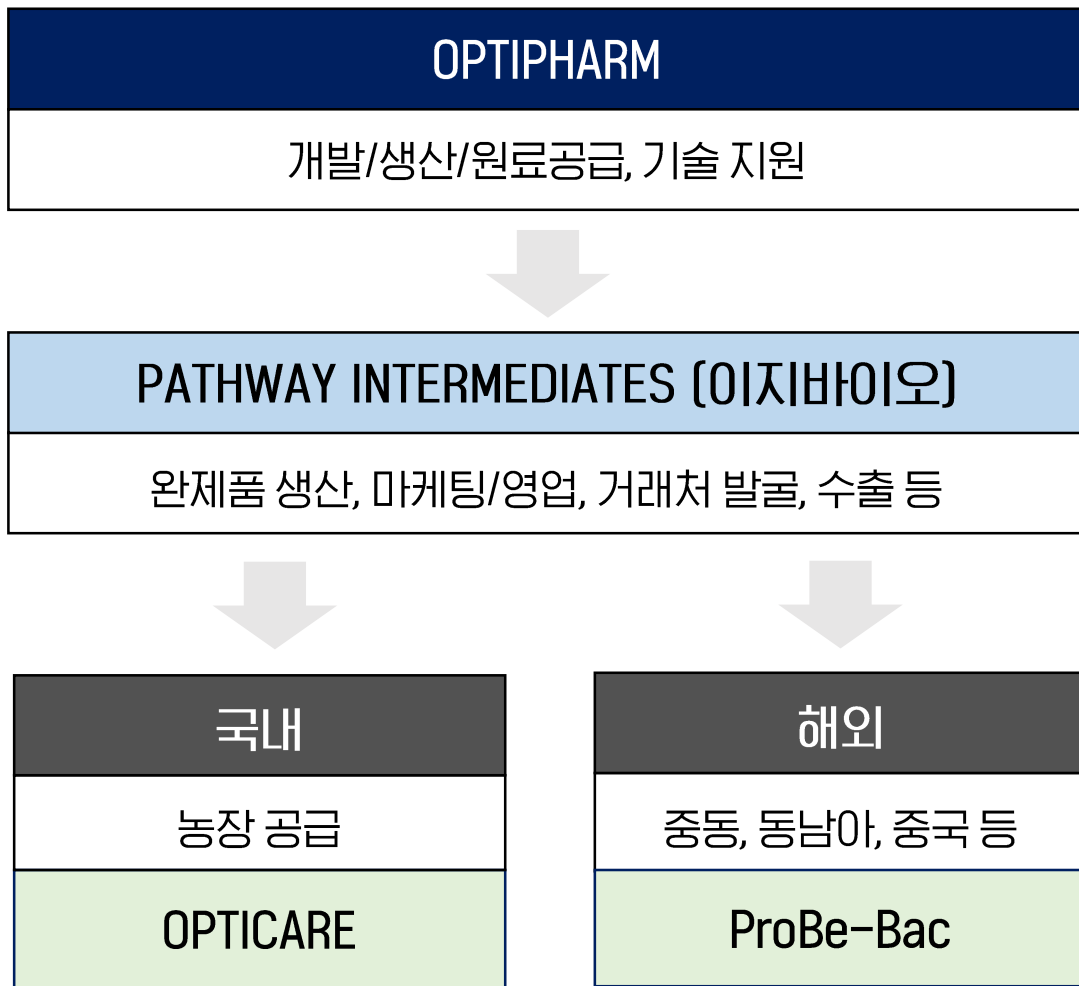 OPTIPHARM
개발/생산/원료공급, 기술 지원
PATHWAY INTERMEDIATES (이지바이오)
완제품 생산, 마케팅/영업, 거래처 발굴, 수출 등
국내
농장 공급
OPTICARE
해외
중동, 동남아, 중국 등
ProBe-Bac